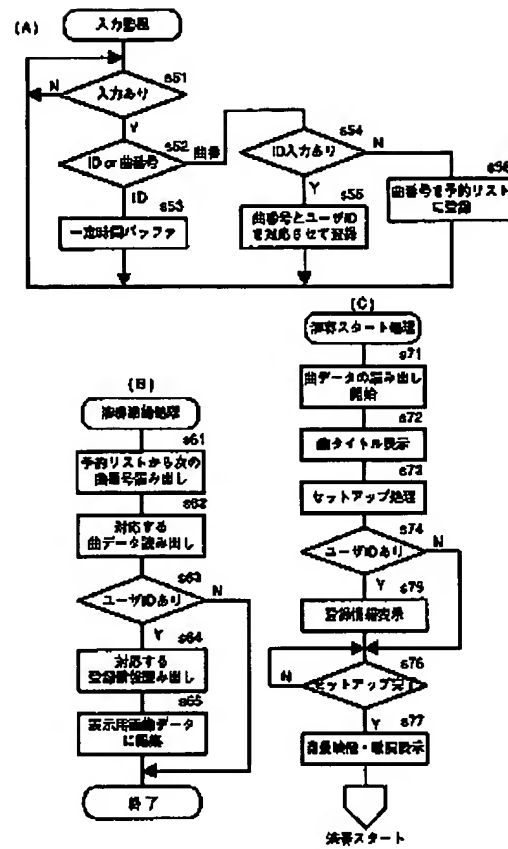 (A)
入力処理
s51
入力あり
N
Y
s52
ID or 曲番号
曲番
ID
s53
一定時間バッファ
s54
ID入力あり
N
Y
s55
曲番号とユーザID
を対応させて登録
s56
曲番号を予約リスト
に登録
(B)
演奏準備処理
s61
予約リストから次の
曲番号読み出し
s62
対応する
曲データ読み出し
s63
ユーザIDあり
N
Y
s64
対応する
登録情報読み出し
s65
表示用画像データ
に編集
終了
(C)
演奏スタート処理
s71
曲データの読み出し
開始
s72
曲タイトル表示
s73
セットアップ処理
s74
ユーザIDあり
N
Y
s75
登録情報表示
s76
セットアップ完了
N
Y
s77
背景映像・歌詞表示
演奏スタート